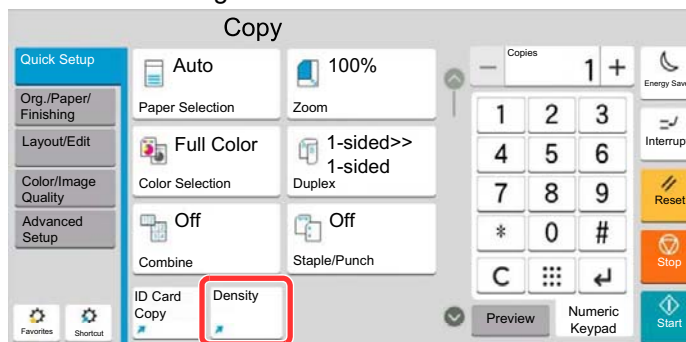 Copy
Quick Setup
Org./Paper/
Finishing
Layout/Edit
Color/Image
Quality
Advanced
Setup
Favorites
Shortcut
Auto
Paper Selection
100%
Zoom
Full Color
Color Selection
1-sided>>
1-sided
Duplex
Off
Combine
Off
Staple/Punch
ID Card
Copy
Density
Copies
− 1 +
1 2 3
4 5 6
7 8 9
* 0 #
C
Preview
Numeric
Keypad
Energy Save
Interrup
Reset
Stop
Start